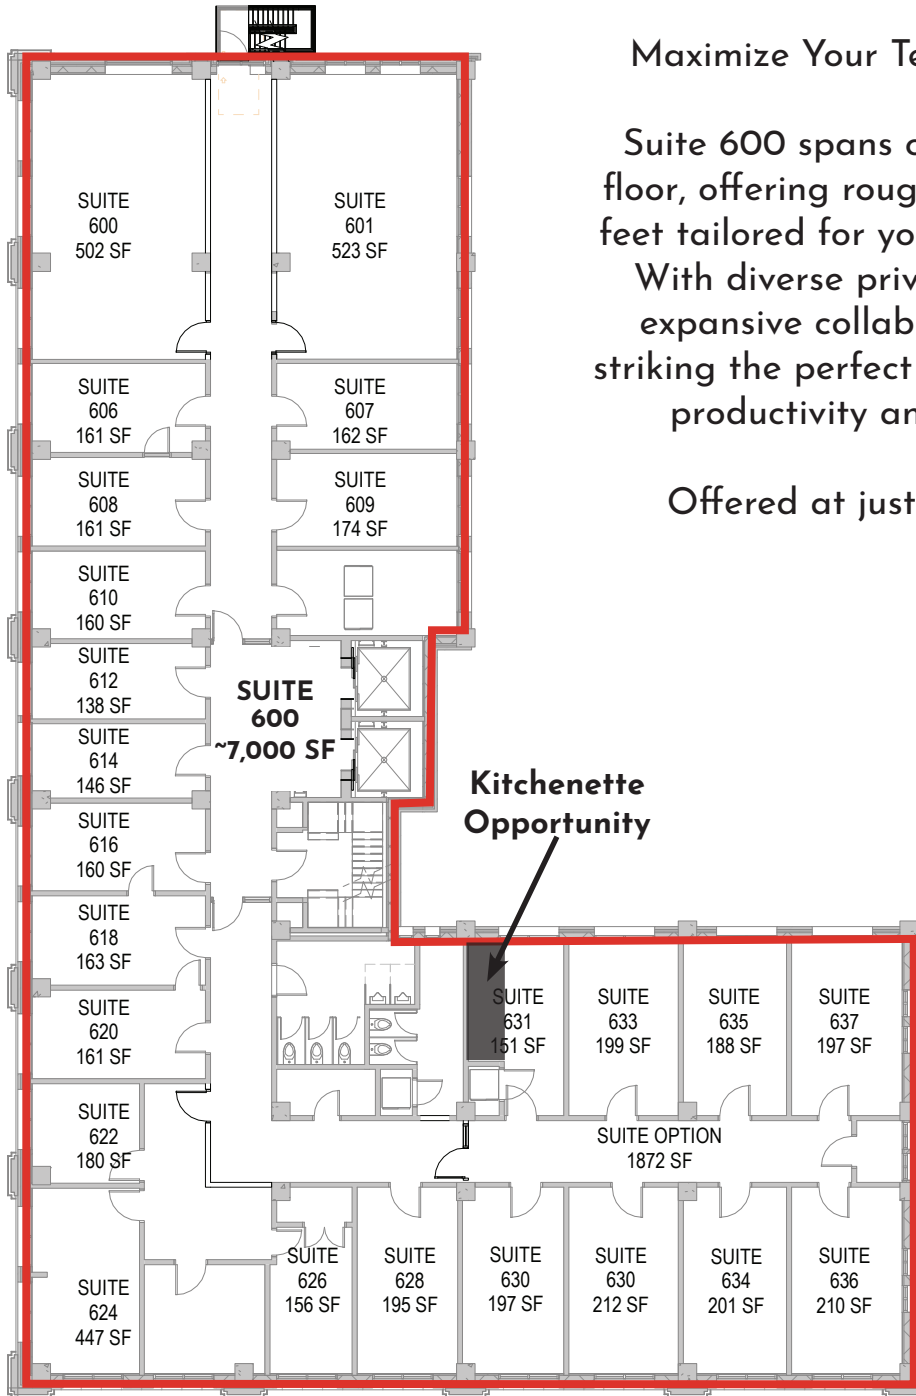 Maximize Your Te
Suite 600 spans
floor, offering roug
feet tailored for yo
With diverse priv
expansive collab
striking the perfect
productivity an
Offered at just
SUITE
600
502 SF
SUITE
601
523 SF
SUITE
606
161 SF
SUITE
607
162 SF
SUITE
608
161 SF
SUITE
609
174 SF
SUITE
610
160 SF
SUITE
612
138 SF
SUITE
600
~7,000 SF
SUITE
614
146 SF
Kitchenette
Opportunity
SUITE
616
160 SF
SUITE
618
163 SF
SUITE
620
161 SF
SUITE
631
151 SF
SUITE
633
199 SF
SUITE
635
188 SF
SUITE
637
197 SF
SUITE
622
180 SF
SUITE OPTION
1872 SF
SUITE
624
447 SF
SUITE
626
156 SF
SUITE
628
195 SF
SUITE
630
197 SF
SUITE
630
212 SF
SUITE
634
201 SF
SUITE
636
210 SF